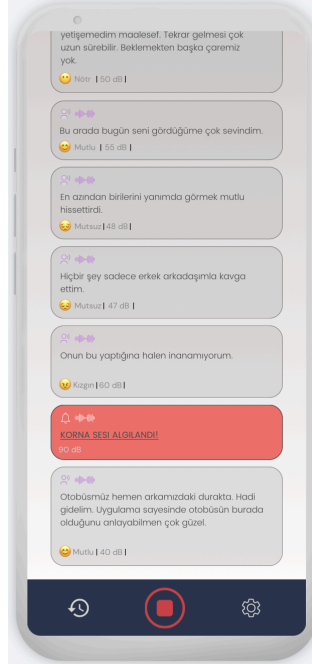 yetişemedim maalesef. Tekrar gelmesi çok
uzun sürebilir. Beklemekten başka çaremiz
yok.
Nötr | 50 dB |
Bu arada bugün seni gördüğüme çok sevindim.
Mutlu | 55 dB |
En azından birilerini yanımda görmek mutlu
hissettirdi.
Mutsuz | 48 dB |
Hiçbir şey sadece erkek arkadaşımla kavga
ettim.
Mutsuz | 47 dB |
Onun bu yaptığına halen inanamıyorum.
Kızgın | 60 dB |
KORNA SESI ALGILANDI!
90 dB
Otobüsmüz hemen arkamızdaki durakta. Hadi
gidelim. Uygulama sayesinde otobüsün burada
olduğunu anlayabilmen çok güzel.
Mutlu | 40 dB |